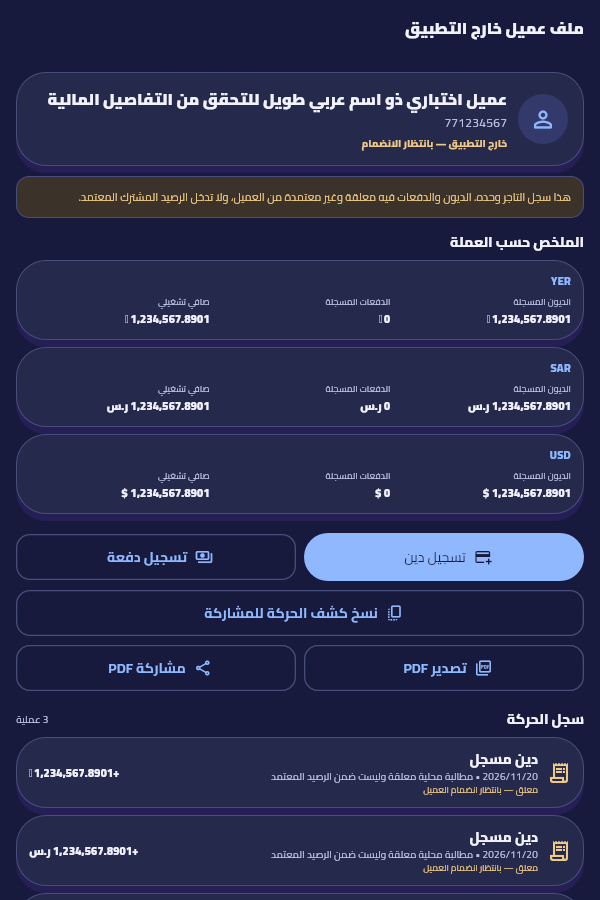 ملف عميل خارج التطبيق
عميل اختباري ذو اسم عربي طويل للتحقق من التفاصيل المالية
771234567
خارج التطبيق — بانتظار الانضمام
هذا سجل التاجر وحده. الديون والدفعات فيه معلقة وغير معتمدة من العميل، ولا تدخل الرصيد المشترك المعتمد.
الملخص حسب العملة
YER
الديون المسجلة الدفعات المسجلة صافي تشغيلي
1,234,567.8901 0 1,234,567.8901
SAR
الديون المسجلة الدفعات المسجلة صافي تشغيلي
1,234,567.8901 ر.س 0 ر.س 1,234,567.8901 ر.س
USD
الديون المسجلة الدفعات المسجلة صافي تشغيلي
1,234,567.8901 $ 0 $ 1,234,567.8901 $
تسجيل دين تسجيل دفعة
نسخ كشف الحركة للمشاركة
تصدير PDF مشاركة PDF
سجل الحركة 3 عملية
دين مسجل
2026/11/20 • مطالبة محلية معلقة وليست ضمن الرصيد المعتمد
معلق — بانتظار انضمام العميل
+1,234,567.8901
دين مسجل
2026/11/20 • مطالبة محلية معلقة وليست ضمن الرصيد المعتمد
معلق — بانتظار انضمام العميل
+1,234,567.8901 ر.س